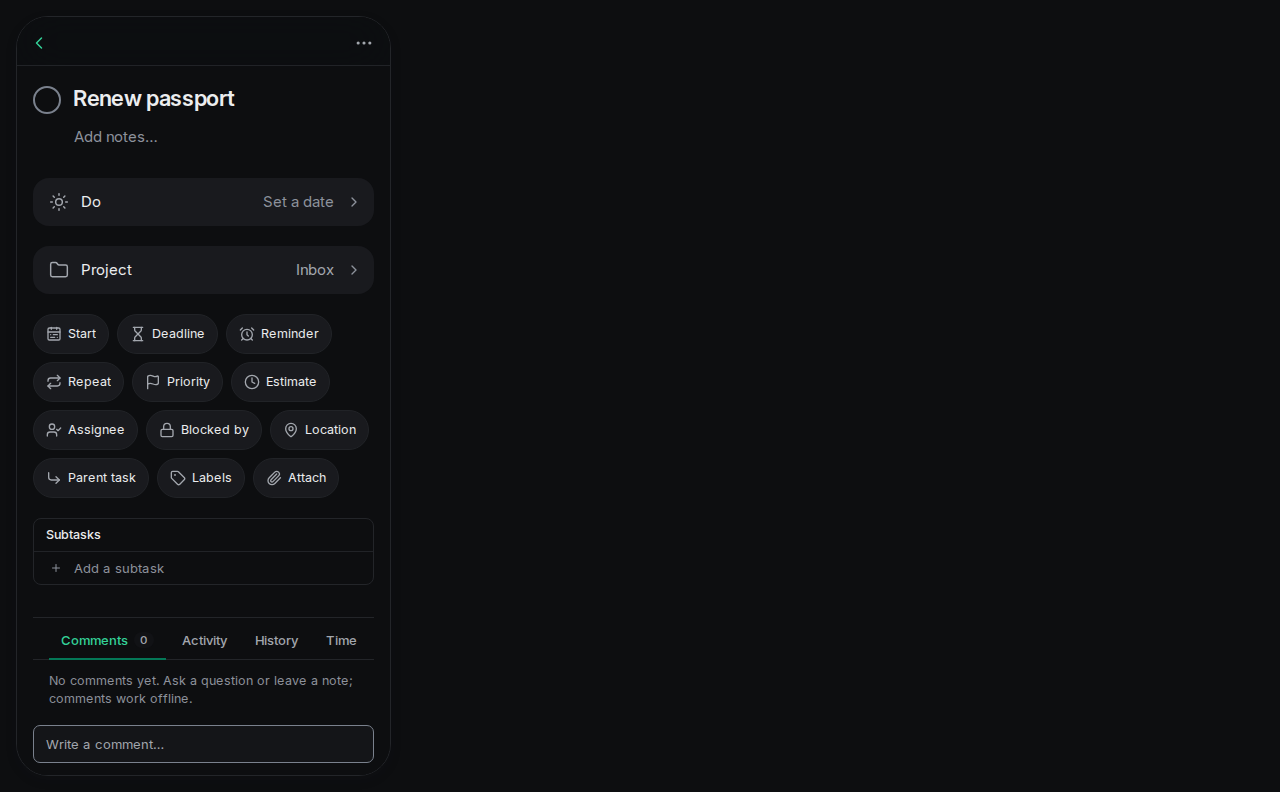 Renew passport
Add notes...
Do Set a date
Project Inbox
Start Deadline Reminder
Repeat Priority Estimate
Assignee Blocked by Location
Parent task Labels Attach
Subtasks
+ Add a subtask
Comments 0 Activity History Time
No comments yet. Ask a question or leave a note;
comments work offline.
Write a comment...